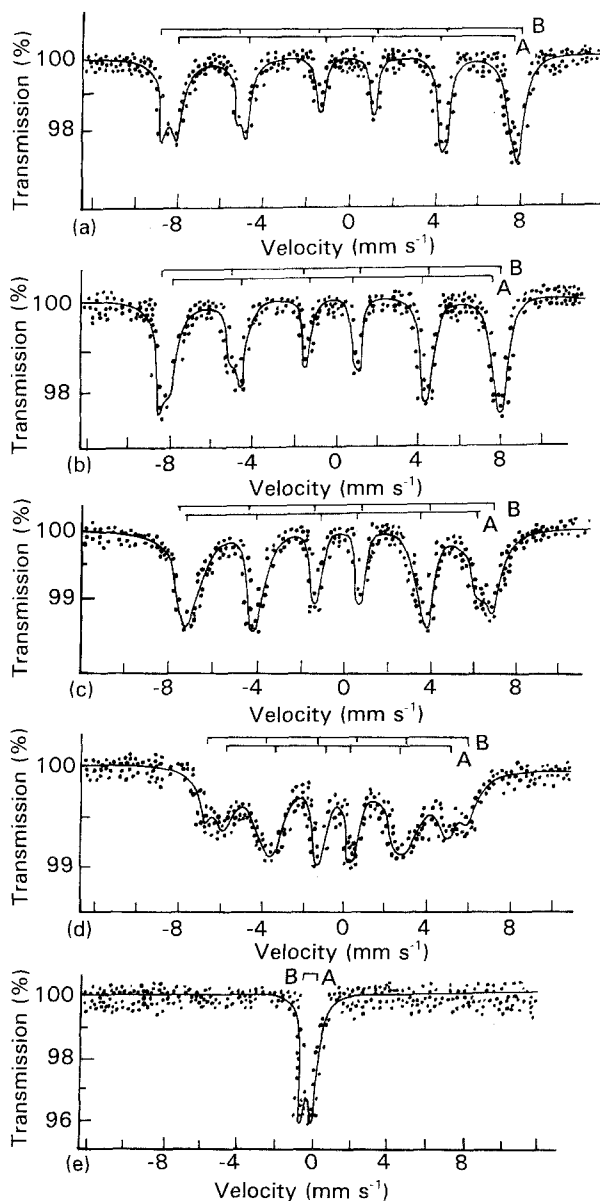 B
A
Transmission (%)
100
98
(a) -8 -4 0 4 8
Velocity (mm s⁻¹)
B
A
Transmission (%)
100
98
(b) -8 -4 0 4 8
Velocity (mm s⁻¹)
B
A
Transmission (%)
100
99
(c) -8 -4 0 4 8
Velocity (mm s⁻¹)
B
A
Transmission (%)
100
99
(d) -8 -4 0 4 8
Velocity (mm s⁻¹)
B A
Transmission (%)
100
98
96
(e) -8 -4 0 4 8
Velocity (mm s⁻¹)